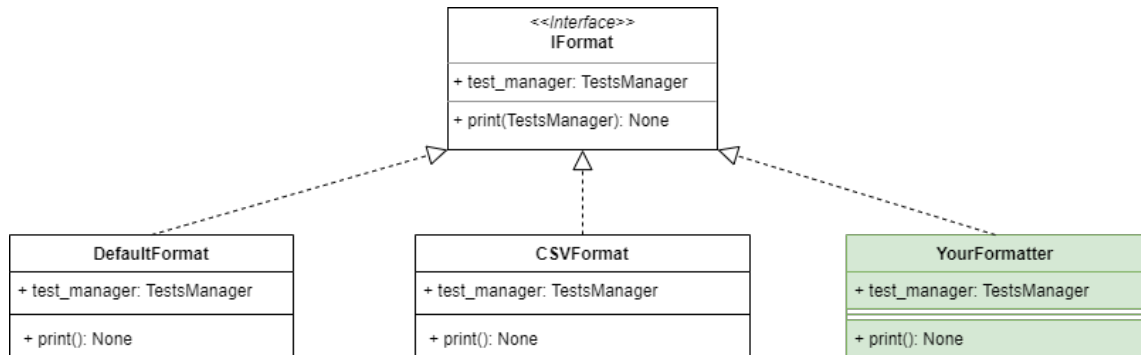 <<Interface>>
IFormat
+ test_manager: TestsManager
+ print(TestsManager): None
DefaultFormat
+ test_manager: TestsManager
+ print(): None
CSVFormat
+ test_manager: TestsManager
+ print(): None
YourFormatter
+ test_manager: TestsManager
+ print(): None